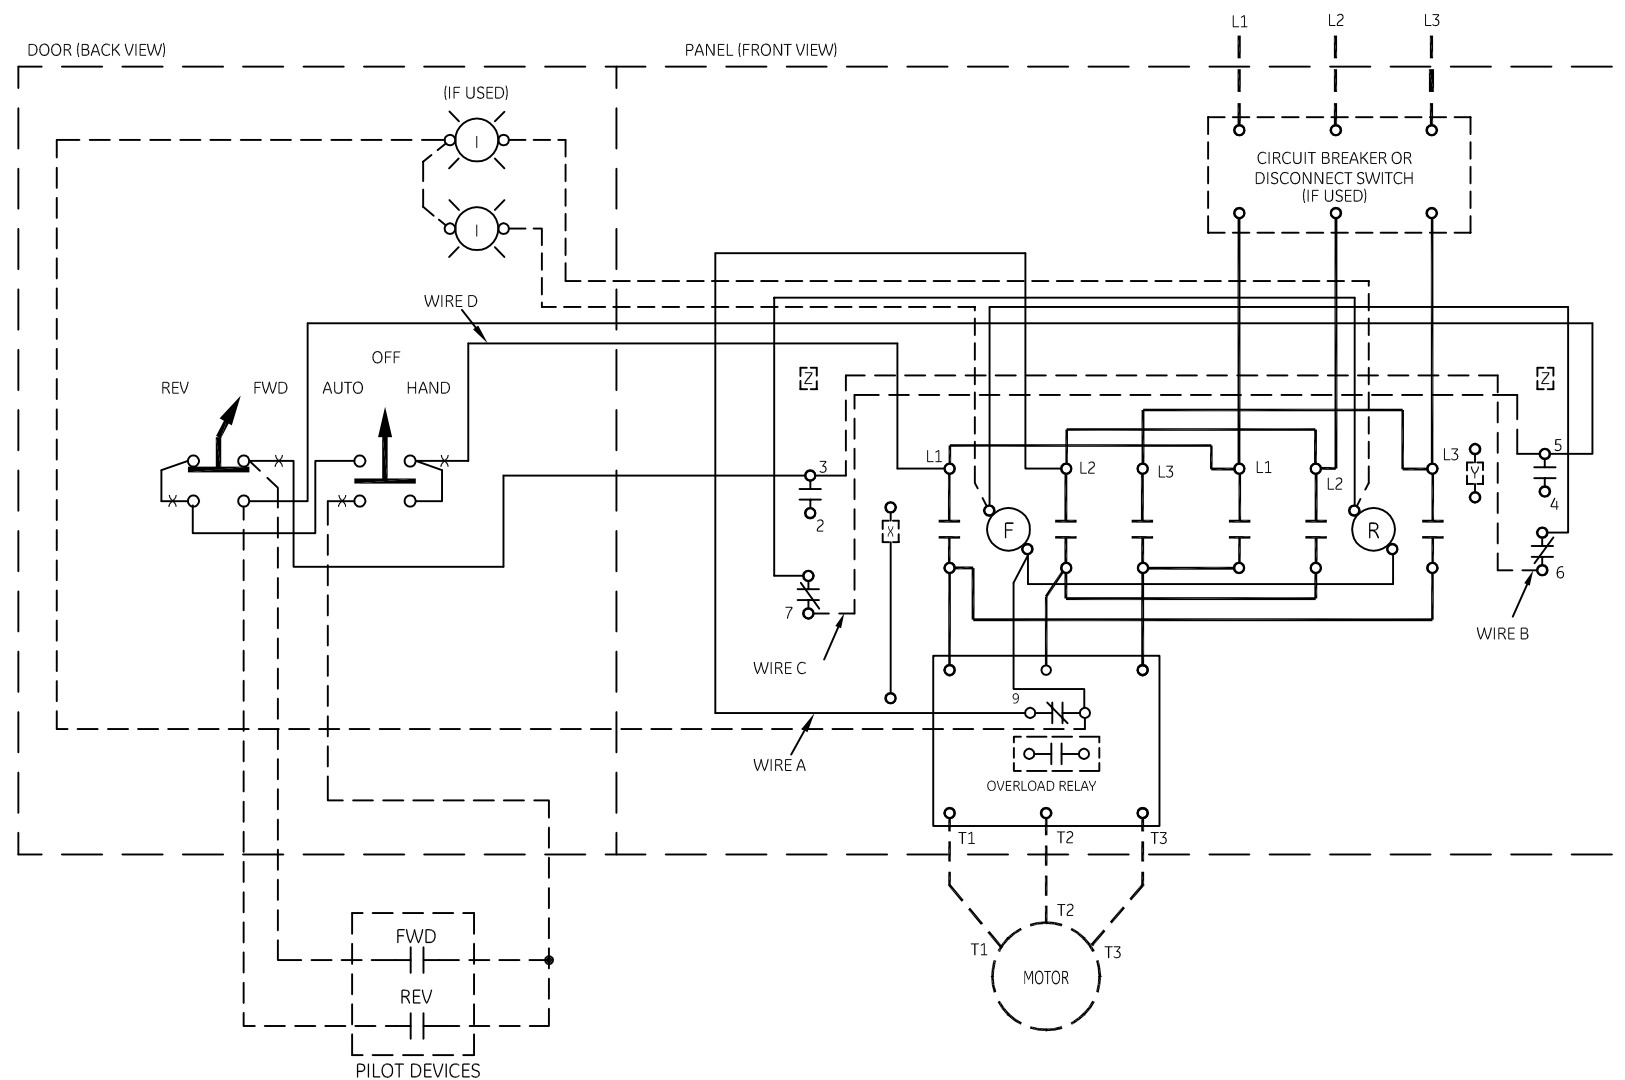 L1
L2
L3
DOOR (BACK VIEW)
PANEL (FRONT VIEW)
(IF USED)
I
I
CIRCUIT BREAKER OR
DISCONNECT SWITCH
(IF USED)
WIRE D
OFF
REV
FWD
AUTO
HAND
X
X
X
X
Z
Z
3
2
7
X
L1
L2
L3
L1
L2
L3
Y
5
4
6
F
R
WIRE B
WIRE C
WIRE A
9
OVERLOAD RELAY
T1
T2
T3
T2
T1
T3
MOTOR
FWD
REV
PILOT DEVICES